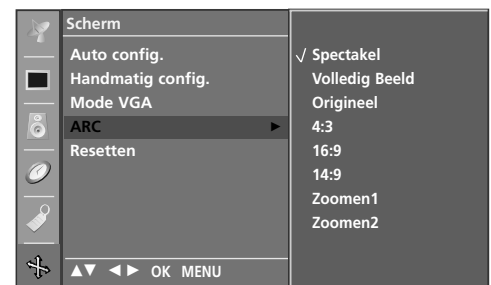 Scherm
Auto config.
Handmatig config.
Mode VGA
ARC ►
Resetten
▲▼ ◄► OK MENU
√ Spectakel
Volledig Beeld
Origineel
4:3
16:9
14:9
Zoomen1
Zoomen2